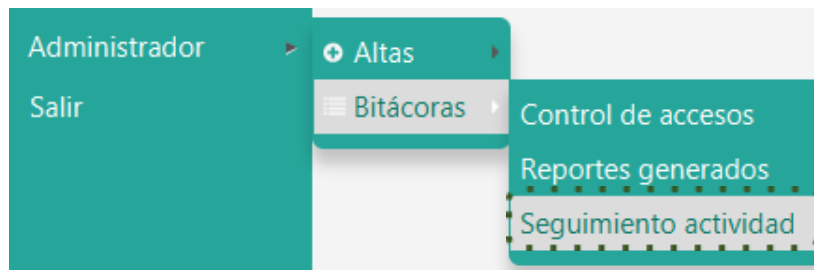 Administrador
Salir
Altas
Bitácoras
Control de accesos
Reportes generados
Seguimiento actividad